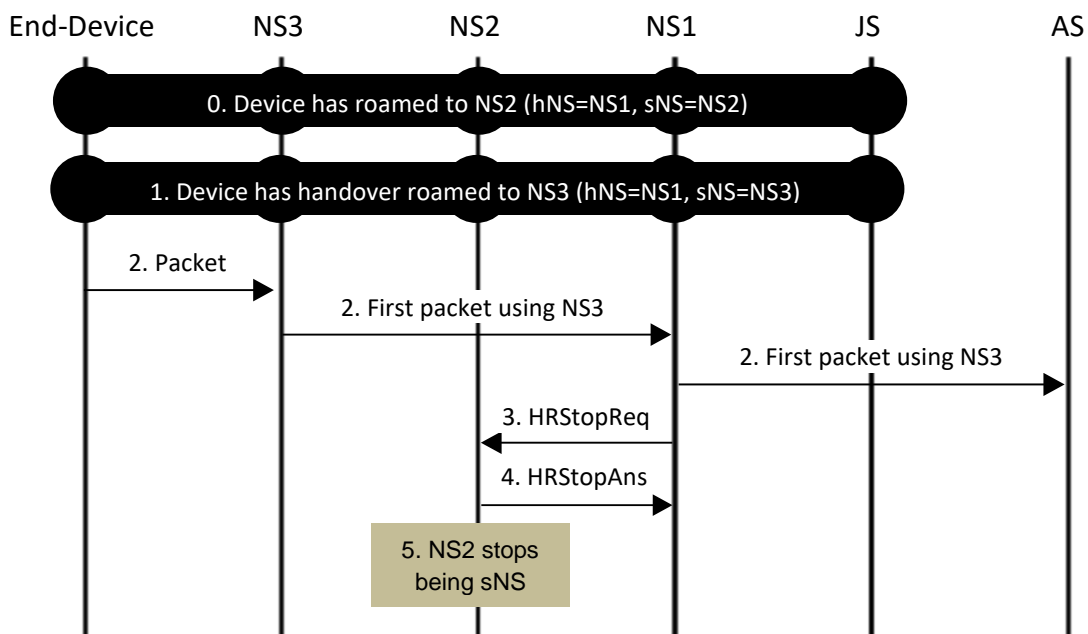 End-Device NS3 NS2 NS1 JS AS
0. Device has roamed to NS2 (hNS=NS1, sNS=NS2)
1. Device has handover roamed to NS3 (hNS=NS1, sNS=NS3)
2. Packet
2. First packet using NS3
2. First packet using NS3
3. HRStopReq
4. HRStopAns
5. NS2 stops
being sNS